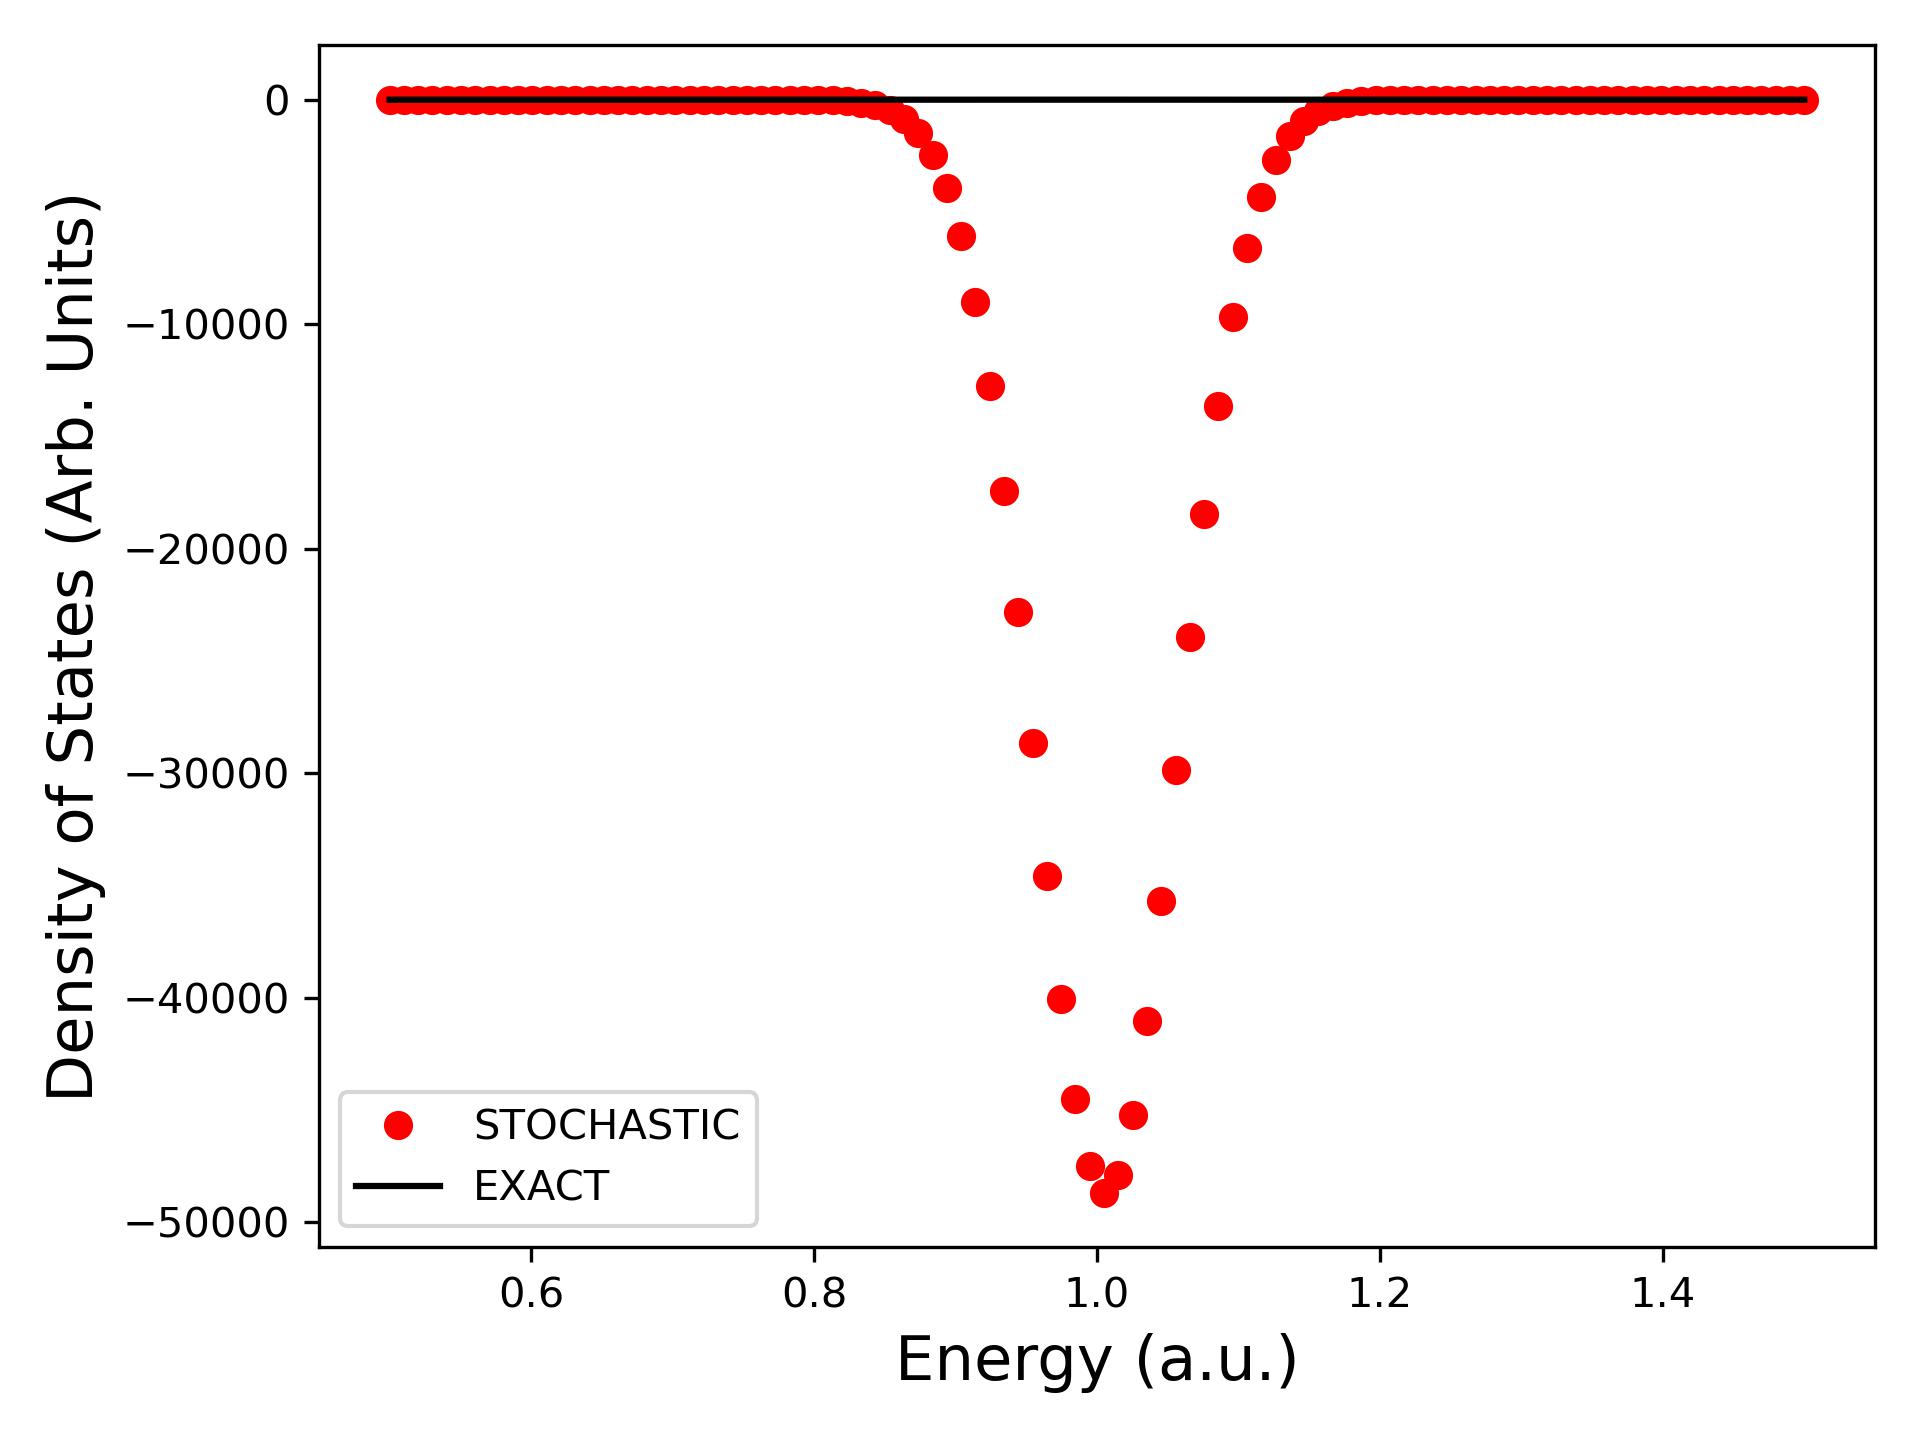 Density of States (Arb. Units)
0
−10000
−20000
−30000
−40000
−50000
STOCHASTIC
EXACT
0.6 0.8 1.0 1.2 1.4
Energy (a.u.)